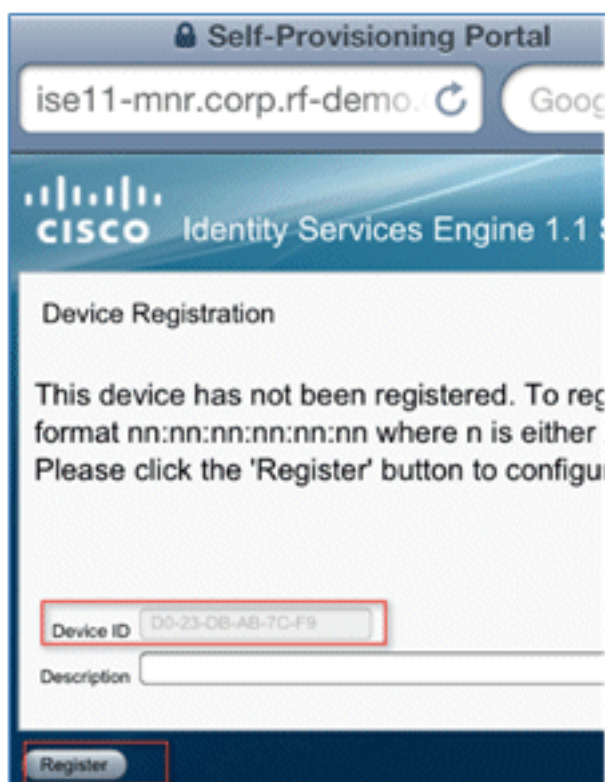 Self-Provisioning Portal
ise11-mnr.corp.rf-demo.
Goog
CISCO Identity Services Engine 1.1
Device Registration
This device has not been registered. To reg
format nn:nn:nn:nn:nn:nn where n is either
Please click the 'Register' button to configu
Device ID D0-23-DB-AB-7C-F9
Description
Register